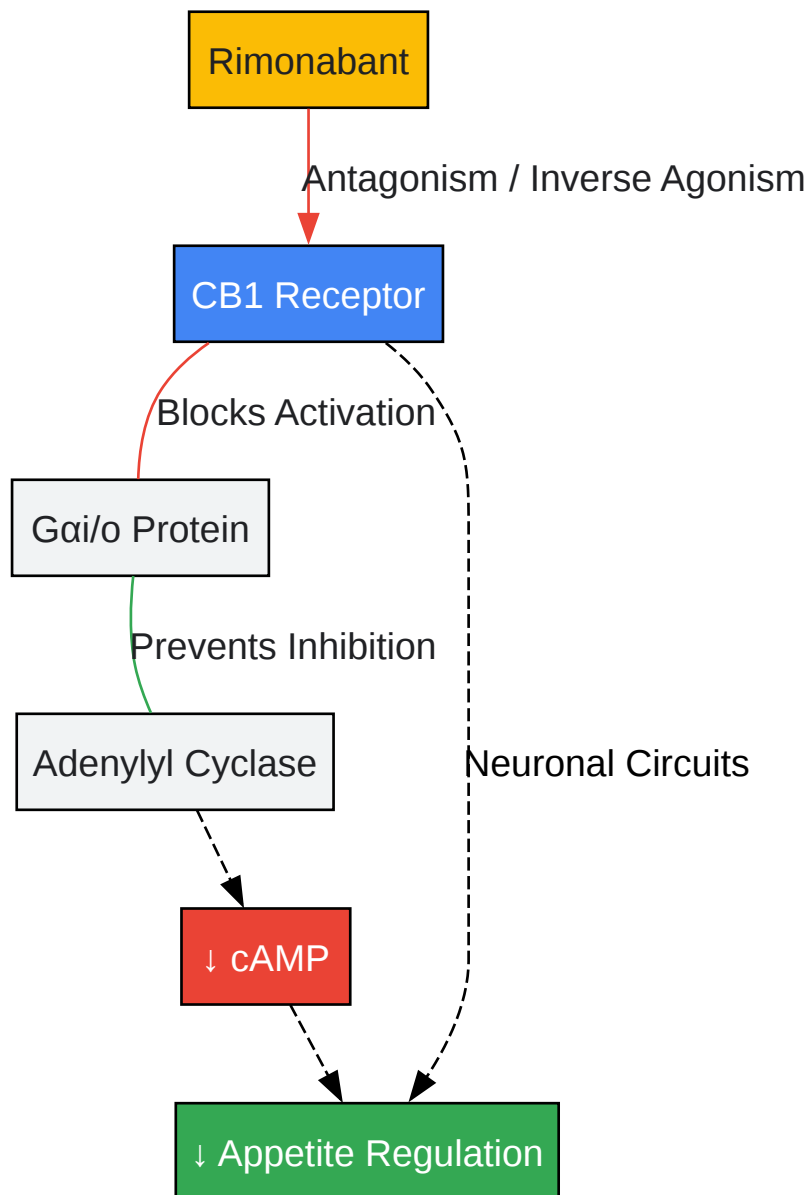 Rimonabant
Antagonism / Inverse Agonism
CB1 Receptor
Blocks Activation
Gαi/o Protein
Prevents Inhibition
Adenylyl Cyclase
Neuronal Circuits
↓ cAMP
↓ Appetite Regulation